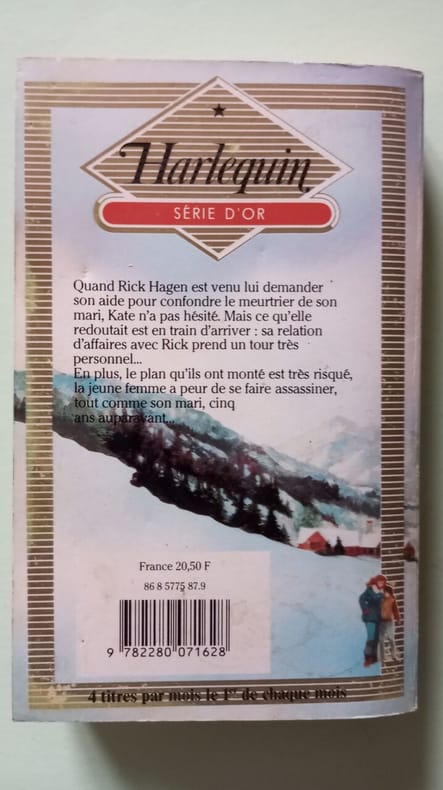 Harlequin
SÉRIE D'OR
Quand Rick Hagen est venu lui demander
son aide pour confondre le meurtrier de son
mari, Kate n'a pas hésité. Mais ce qu'elle
redoutait est en train d'arriver : sa relation
d'affaires avec Rick prend un tour très
personnel...
En plus, le plan qu'ils ont monté est très risqué,
la jeune femme a peur de se faire assassiner,
tout comme son mari, cinq
ans auparavant...
France 20,50 F
86 8 5775 87.9
9 782280 071628
4 titres par mois le 1er de chaque mois